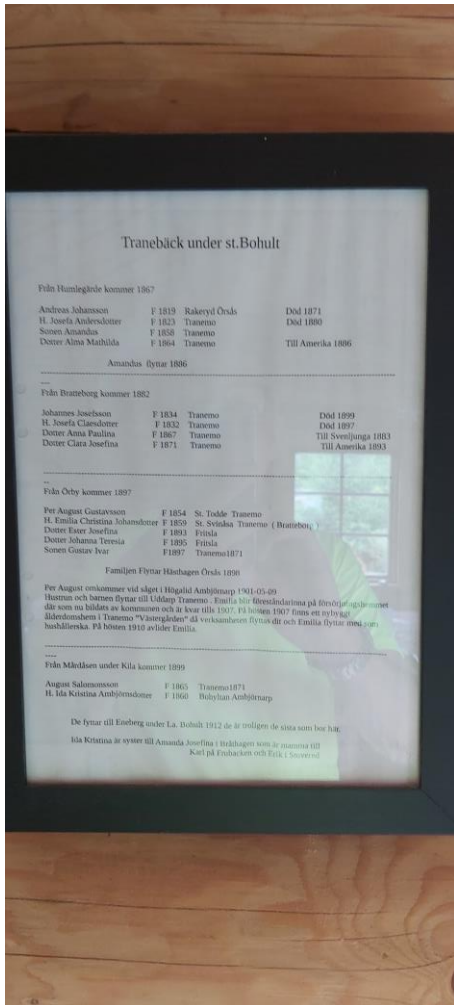 Tranebäck under st.Bohult
Från Humlegärde kommer 1867
Andreas Johansson F 1819 Rakeryd Örsås Död 1871
H. Josefa Andersdotter F 1823 Tranemo Död 1880
Sonen Amandus F 1858 Tranemo
Dotter Alma Mathilda F 1864 Tranemo Till Amerika 1886
Amandus flyttar 1886
Från Bratteborg kommer 1882
Johannes Josefsson F 1834 Tranemo Död 1899
H. Josefa Claesdotter F 1832 Tranemo Död 1897
Dotter Anna Paulina F 1867 Tranemo Till Svenljunga 1883
Dotter Clara Josefina F 1871 Tranemo Till Amerika 1893
Från Örby kommer 1897
Per August Gustavsson F 1854 St. Todde Tranemo
H. Emilia Christina Johansdotter F 1859 St. Svinåsa Tranemo ( Bratteborg )
Dotter Ester Josefina F 1893 Fritsla
Dotter Johanna Teresia F 1895 Fritsla
Sonen Gustav Ivar F1897 Tranemo1871
Familjen Flyttar Hästhagen Örsås 1898
Per August omkommer vid såget i Högalid Ambjörnarp 1901-05-09
Hustrun och barnen flyttar till Uddarp Tranemo . Emilia blir föreståndarinna på försörjningshemmet
där som nu bildats av kommunen och är kvar tills 1907. På hösten 1907 finns ett nybyggt
ålderdomshem i Tranemo "Västergården" då verksamheten flyttas dit och Emilia flyttar med som
hushållerska. På hösten 1910 avlider Emilia.
Från Mårdåsen under Kila kommer 1899
August Salomonsson F 1865 Tranemo1871
H. Ida Kristina Ambjörnsdotter F 1860 Ambjörnarp
De fyttar till Eneberg under La. Bohult 1912 de är troligen de sista som bor här.
Ida Kristina är syster till Amanda Josefina i som är mamma till
Karl på Frobacken och Erik i